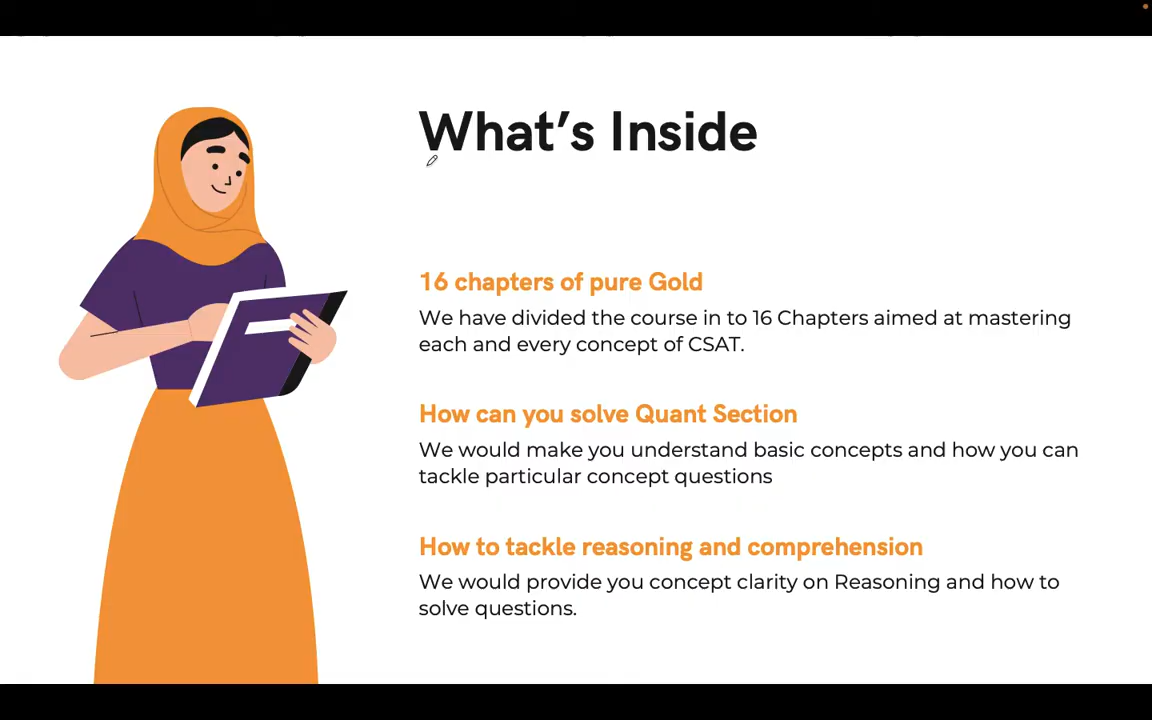 What's Inside
16 chapters of pure Gold
We have divided the course in to 16 Chapters aimed at mastering
each and every concept of CSAT.
How can you solve Quant Section
We would make you understand basic concepts and how you can
tackle particular concept questions
How to tackle reasoning and comprehension
We would provide you concept clarity on Reasoning and how to
solve questions.